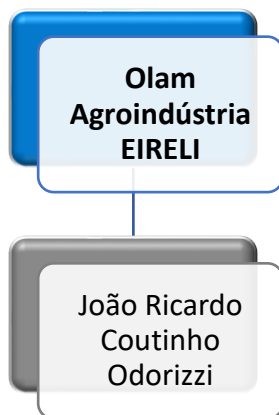 Olam
Agroindústria
EIRELI
João Ricardo
Coutinho
Odorizzi